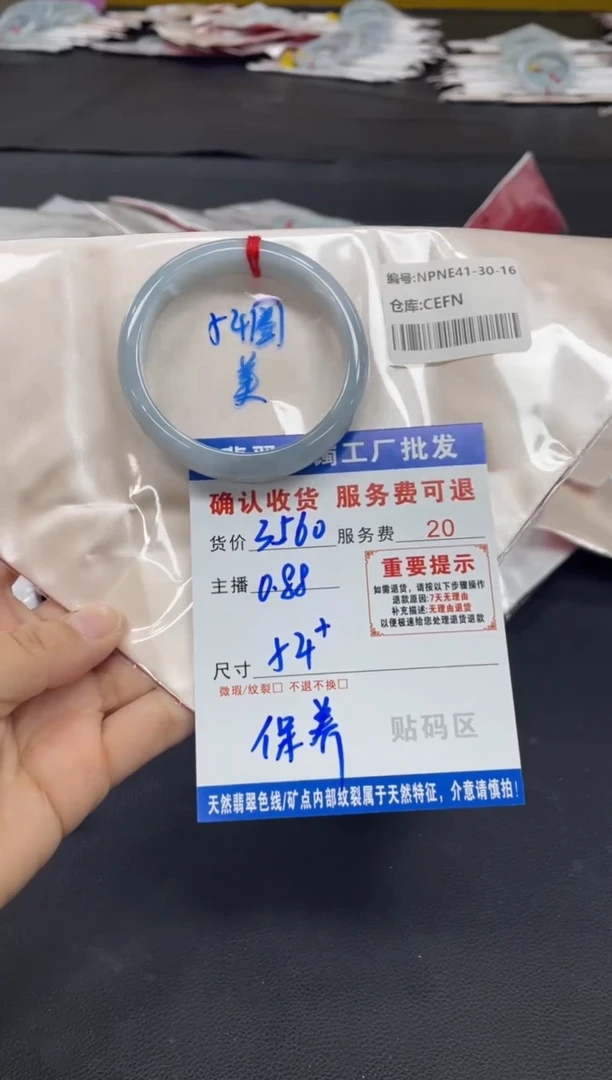 编号:NPNE41-30-16
仓库:CEFN
54圆
美
翡翠 镯工厂批发
确认收货 服务费可退
货价 3560 服务费 20
主播 0.88
重要提示
如需退货，请按以下步骤操作
退款原因:7天无理由
补充描述:无理由退货
以便极速给您处理退货退款
尺寸 54+
微瑕/纹裂□ 不退不换□
保养
贴码区
天然翡翠色线/矿点内部纹裂属于天然特征，介意请慎拍!